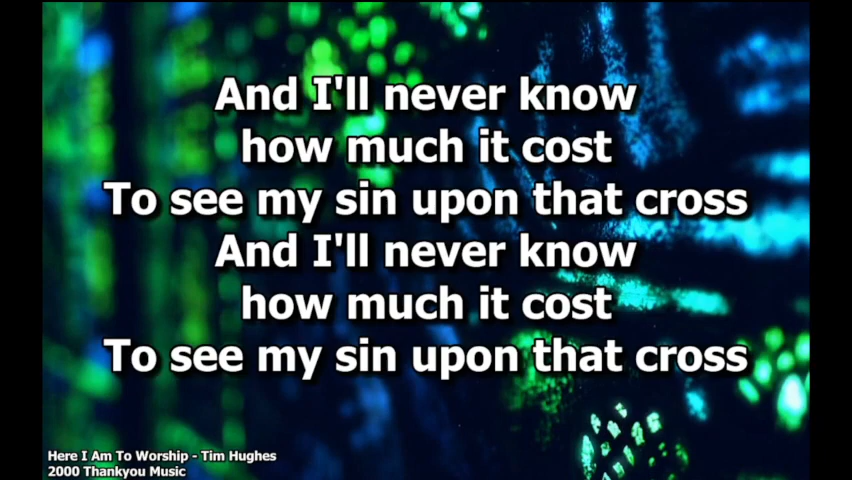 And I'll never know
how much it cost
To see my sin upon that cross
And I'll never know
how much it cost
To see my sin upon that cross
Here I Am To Worship - Tim Hughes
2000 Thankyou Music